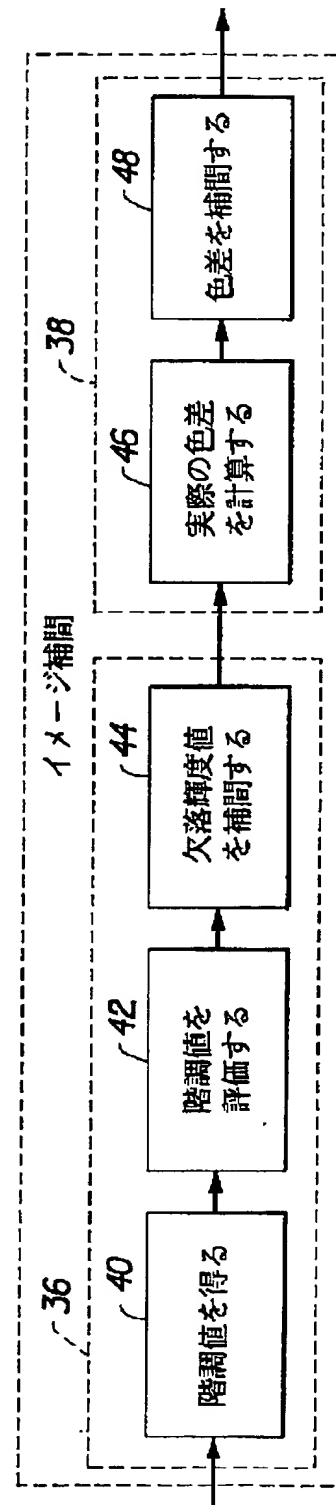 イメージ補間
36
38
40
階調値を得る
42
階調値を
評価する
44
欠落輝度値
を補間する
46
実際の色差
を計算する
48
色差を補間する